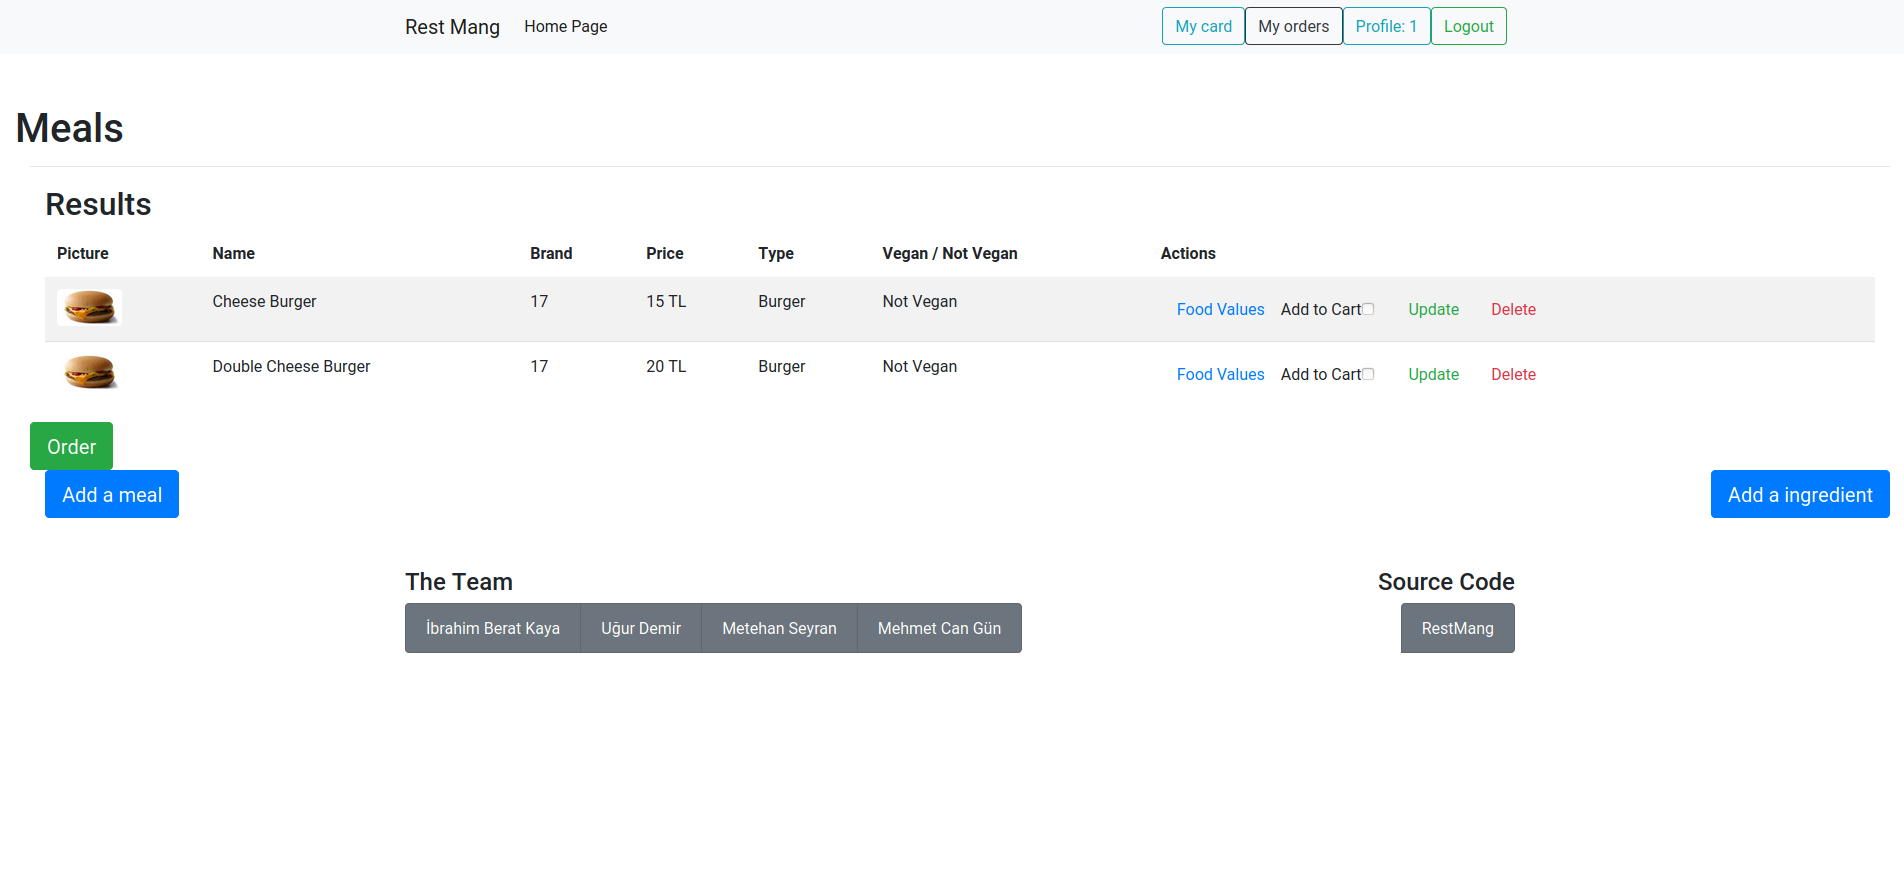 Rest Mang Home Page My card My orders Profile: 1 Logout
Meals
Results
Picture Name Brand Price Type Vegan / Not Vegan Actions
Cheese Burger 17 15 TL Burger Not Vegan Food Values Add to Cart Update Delete
Double Cheese Burger 17 20 TL Burger Not Vegan Food Values Add to Cart Update Delete
Order
Add a meal Add a ingredient
The Team Source Code
İbrahim Berat Kaya Uğur Demir Metehan Seyran Mehmet Can Gün RestMang